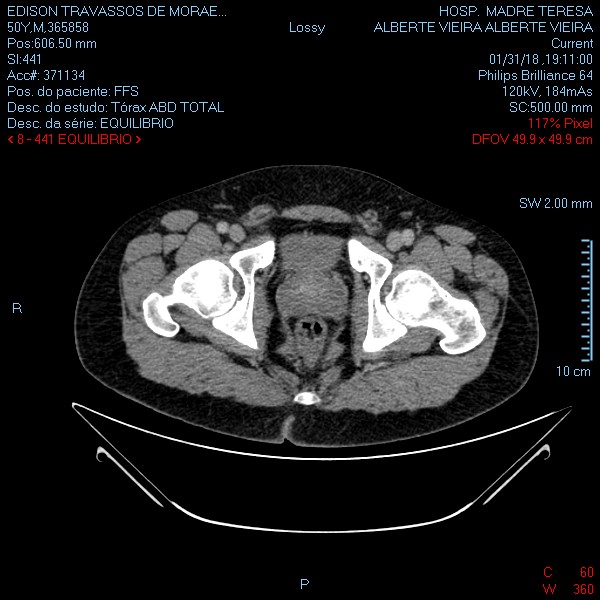 EDISON TRAVASSOS DE MORAE...
50Y,M,365858
Pos:606.50 mm
SI:441
Acc#: 371134
Pos. do paciente: FFS
Desc. do estudo: Tórax ABD TOTAL
Desc. da série: EQUILIBRIO
< 8 - 441 EQUILIBRIO >
Lossy
HOSP. MADRE TERESA
ALBERTE VIEIRA ALBERTE VIEIRA
Current
01/31/18 ,19:11:00
Philips Brilliance 64
120kV, 184mAs
SC:500.00 mm
117% Pixel
DFOV 49.9 x 49.9 cm
SW 2.00 mm
R
10 cm
P
C 60
W 360